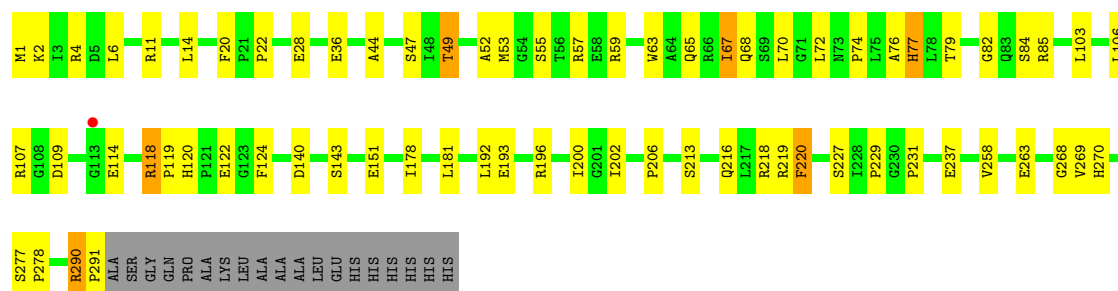 M1 K2 I3 R4 D5 L6 R11 L14 F20 P21 P22 E28 E36 A44 S47 I48 T49 A52 M53 G54 S55 T56 R57 E58 R59 W63 A64 Q65 R66 I67 Q68 S69 L70 G71 L72 N73 P74 L75 A76 H77 L78 T79 G82 Q83 S84 R85 L103
R107 G108 D109 G113 E114 R118 P119 H120 P121 E122 G123 F124 D140 S143 E151 I178 L181 L192 E193 R196 I200 G201 I202 P206 S213 Q216 L217 R218 R219 F220 S227 I228 P229 G230 P231 E237 V258 E263 G268 V269 H270
S277 P278 R290 P291 ALA SER GLY GLN PRO ALA LYS LEU ALA ALA ALA LEU GLU HIS HIS HIS HIS HIS HIS